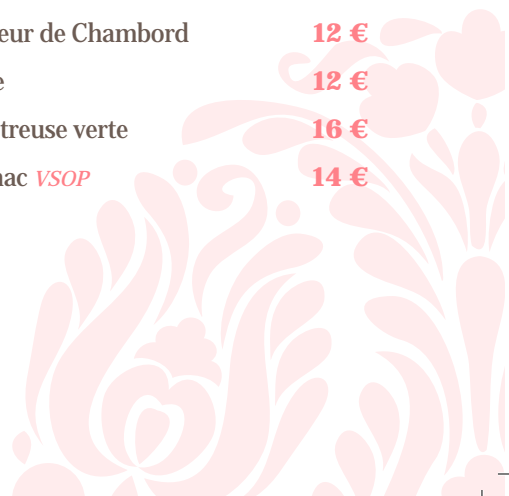 eur de Chambord 12 €
e 12 €
treuse verte 16 €
nac VSOP 14 €